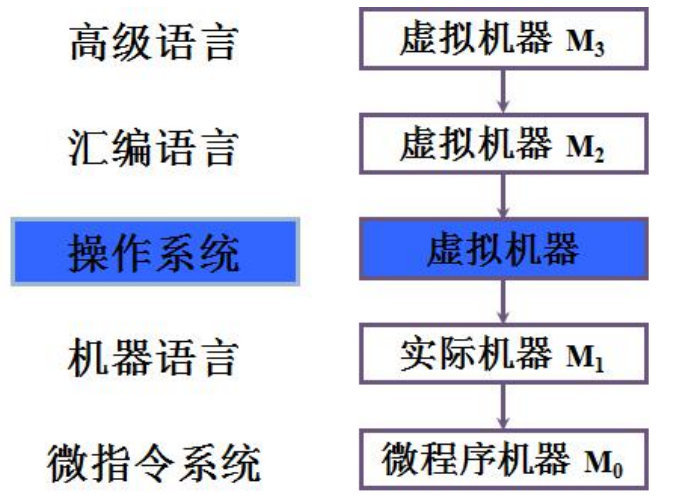 高级语言 虚拟机器 M₃
汇编语言 虚拟机器 M₂
操作系统 虚拟机器
机器语言 实际机器 M₁
微指令系统 微程序机器 M₀